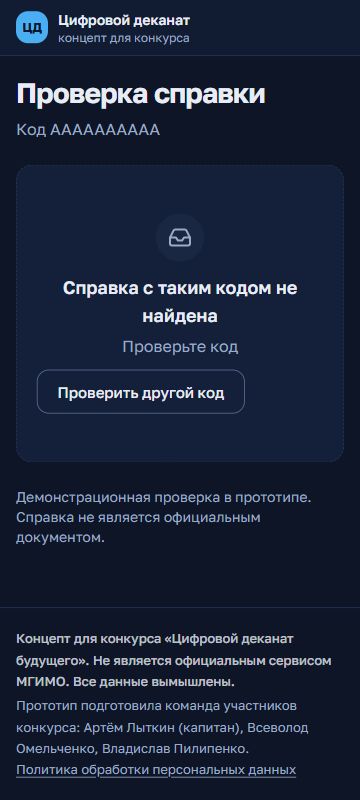 ЦД
Цифровой деканат
концепт для конкурса
Проверка справки
Код AAAAAAAAAA
Справка с таким кодом не
найдена
Проверьте код
Проверить другой код
Демонстрационная проверка в прототипе.
Справка не является официальным
документом.
Концепт для конкурса «Цифровой деканат
будущего». Не является официальным сервисом
МГИМО. Все данные вымышлены.
Прототип подготовила команда участников
конкурса: Артём Лыткин (капитан), Всеволод
Омельченко, Владислав Пилипенко.
Политика обработки персональных данных